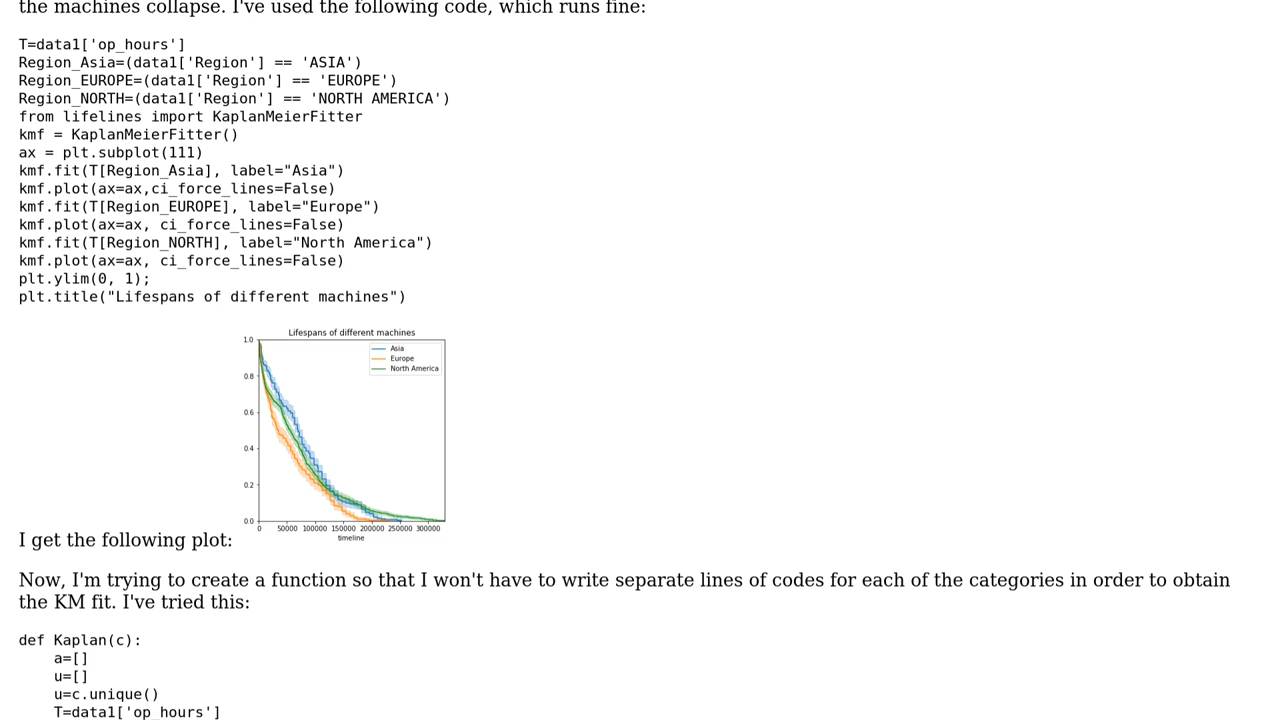 the machines collapse. I've used the following code, which runs fine:
T=data1['op_hours']
Region_Asia=(data1['Region'] == 'ASIA')
Region_EUROPE=(data1['Region'] == 'EUROPE')
Region_NORTH=(data1['Region'] == 'NORTH AMERICA')
from lifelines import KaplanMeierFitter
kmf = KaplanMeierFitter()
ax = plt.subplot(111)
kmf.fit(T[Region_Asia], label="Asia")
kmf.plot(ax=ax,ci_force_lines=False)
kmf.fit(T[Region_EUROPE], label="Europe")
kmf.plot(ax=ax, ci_force_lines=False)
kmf.fit(T[Region_NORTH], label="North America")
kmf.plot(ax=ax, ci_force_lines=False)
plt.ylim(0, 1);
plt.title("Lifespans of different machines")
Lifespans of different machines
1.0
0.8
0.6
0.4
0.2
0.0
Asia
Europe
North America
0 50000 100000 150000 200000 250000 300000
timeline
I get the following plot:
Now, I'm trying to create a function so that I won't have to write separate lines of codes for each of the categories in order to obtain
the KM fit. I've tried this:
def Kaplan(c):
    a=[]
    u=[]
    u=c.unique()
    T=data1['op_hours']